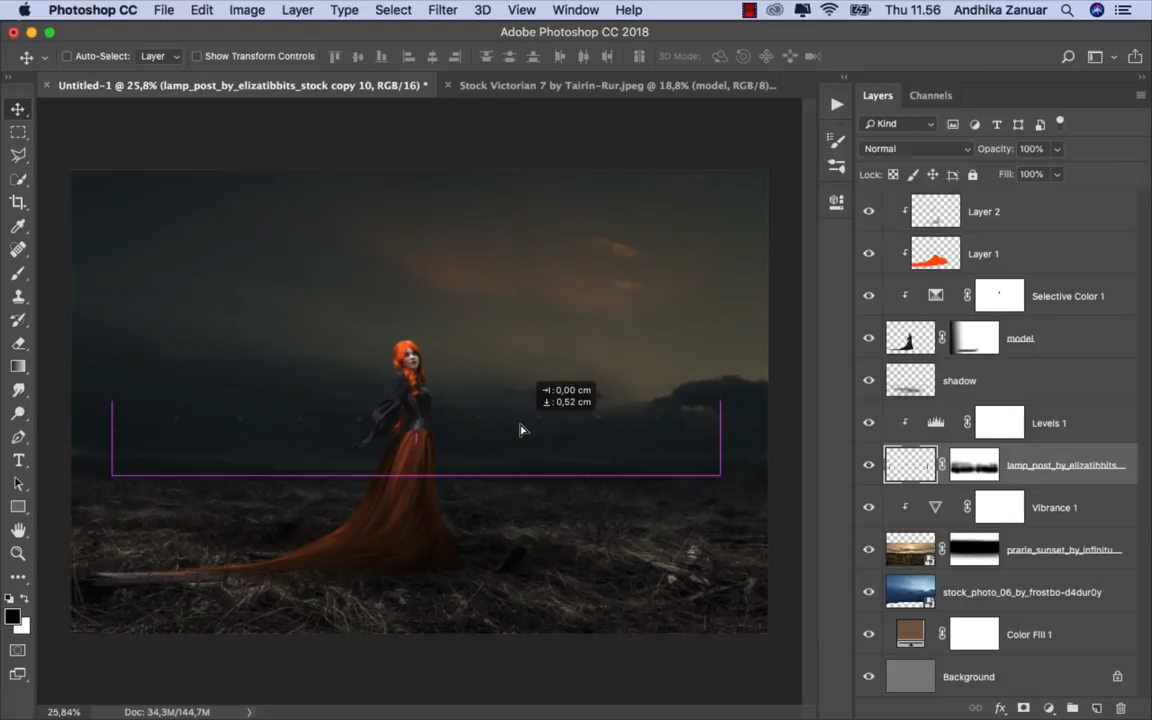 Photoshop CC File Edit Image Layer Type Select Filter 3D View Window Help Thu 11.56 Andhika Zanuar
Adobe Photoshop CC 2018
Auto-Select: Layer Show Transform Controls 3D Mode:
Untitled-1 @ 25,8% (lamp_post_by_elizatibbits_stock copy 10, RGB/16) * Stock Victorian 7 by Tairin-Rur.jpeg @ 18,8% (model, RGB/8)...
Layers Channels
Kind
Normal Opacity: 100%
Lock: Fill: 100%
Layer 2
Layer 1
Selective Color 1
model
shadow
Levels 1
lamp_post_by_elizatibbits...
Vibrance 1
prarie_sunset_by_infinitu...
stock_photo_06_by_frostbo-d4dur0y
Color Fill 1
Background
: 0,00 cm
: 0,52 cm
25,84% Doc: 34,3M/144,7M